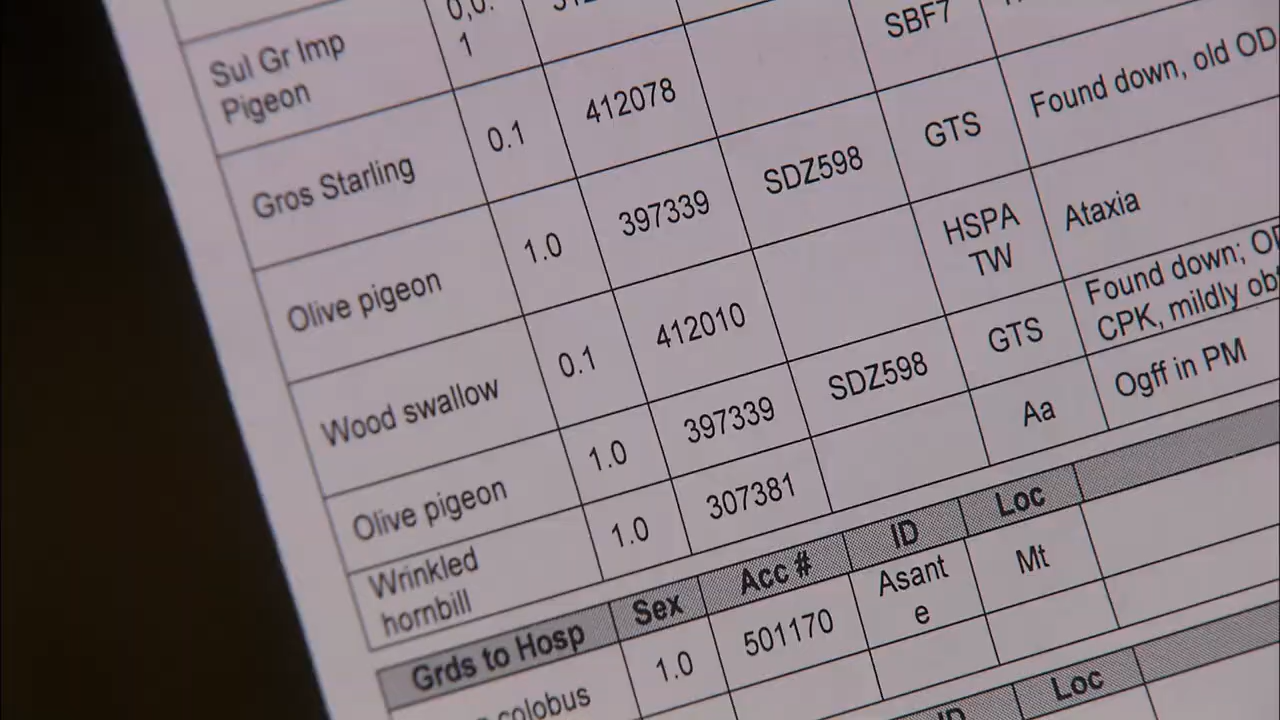 Sul Gr Imp 0,0.
Pigeon 1
Gros Starling 0.1 412078 SBF7
Olive pigeon 1.0 397339 SDZ598 GTS Found down, old OD
Wood swallow 0.1 412010 HSPA Ataxia
TW
Olive pigeon 1.0 397339 SDZ598 GTS Found down;
CPK, mildly
Wrinkled 1.0 307381 Aa Ogff in PM
hornbill
Grds to Hosp Sex Acc # ID Loc
colobus 1.0 501170 Asant Mt
e
ID Loc